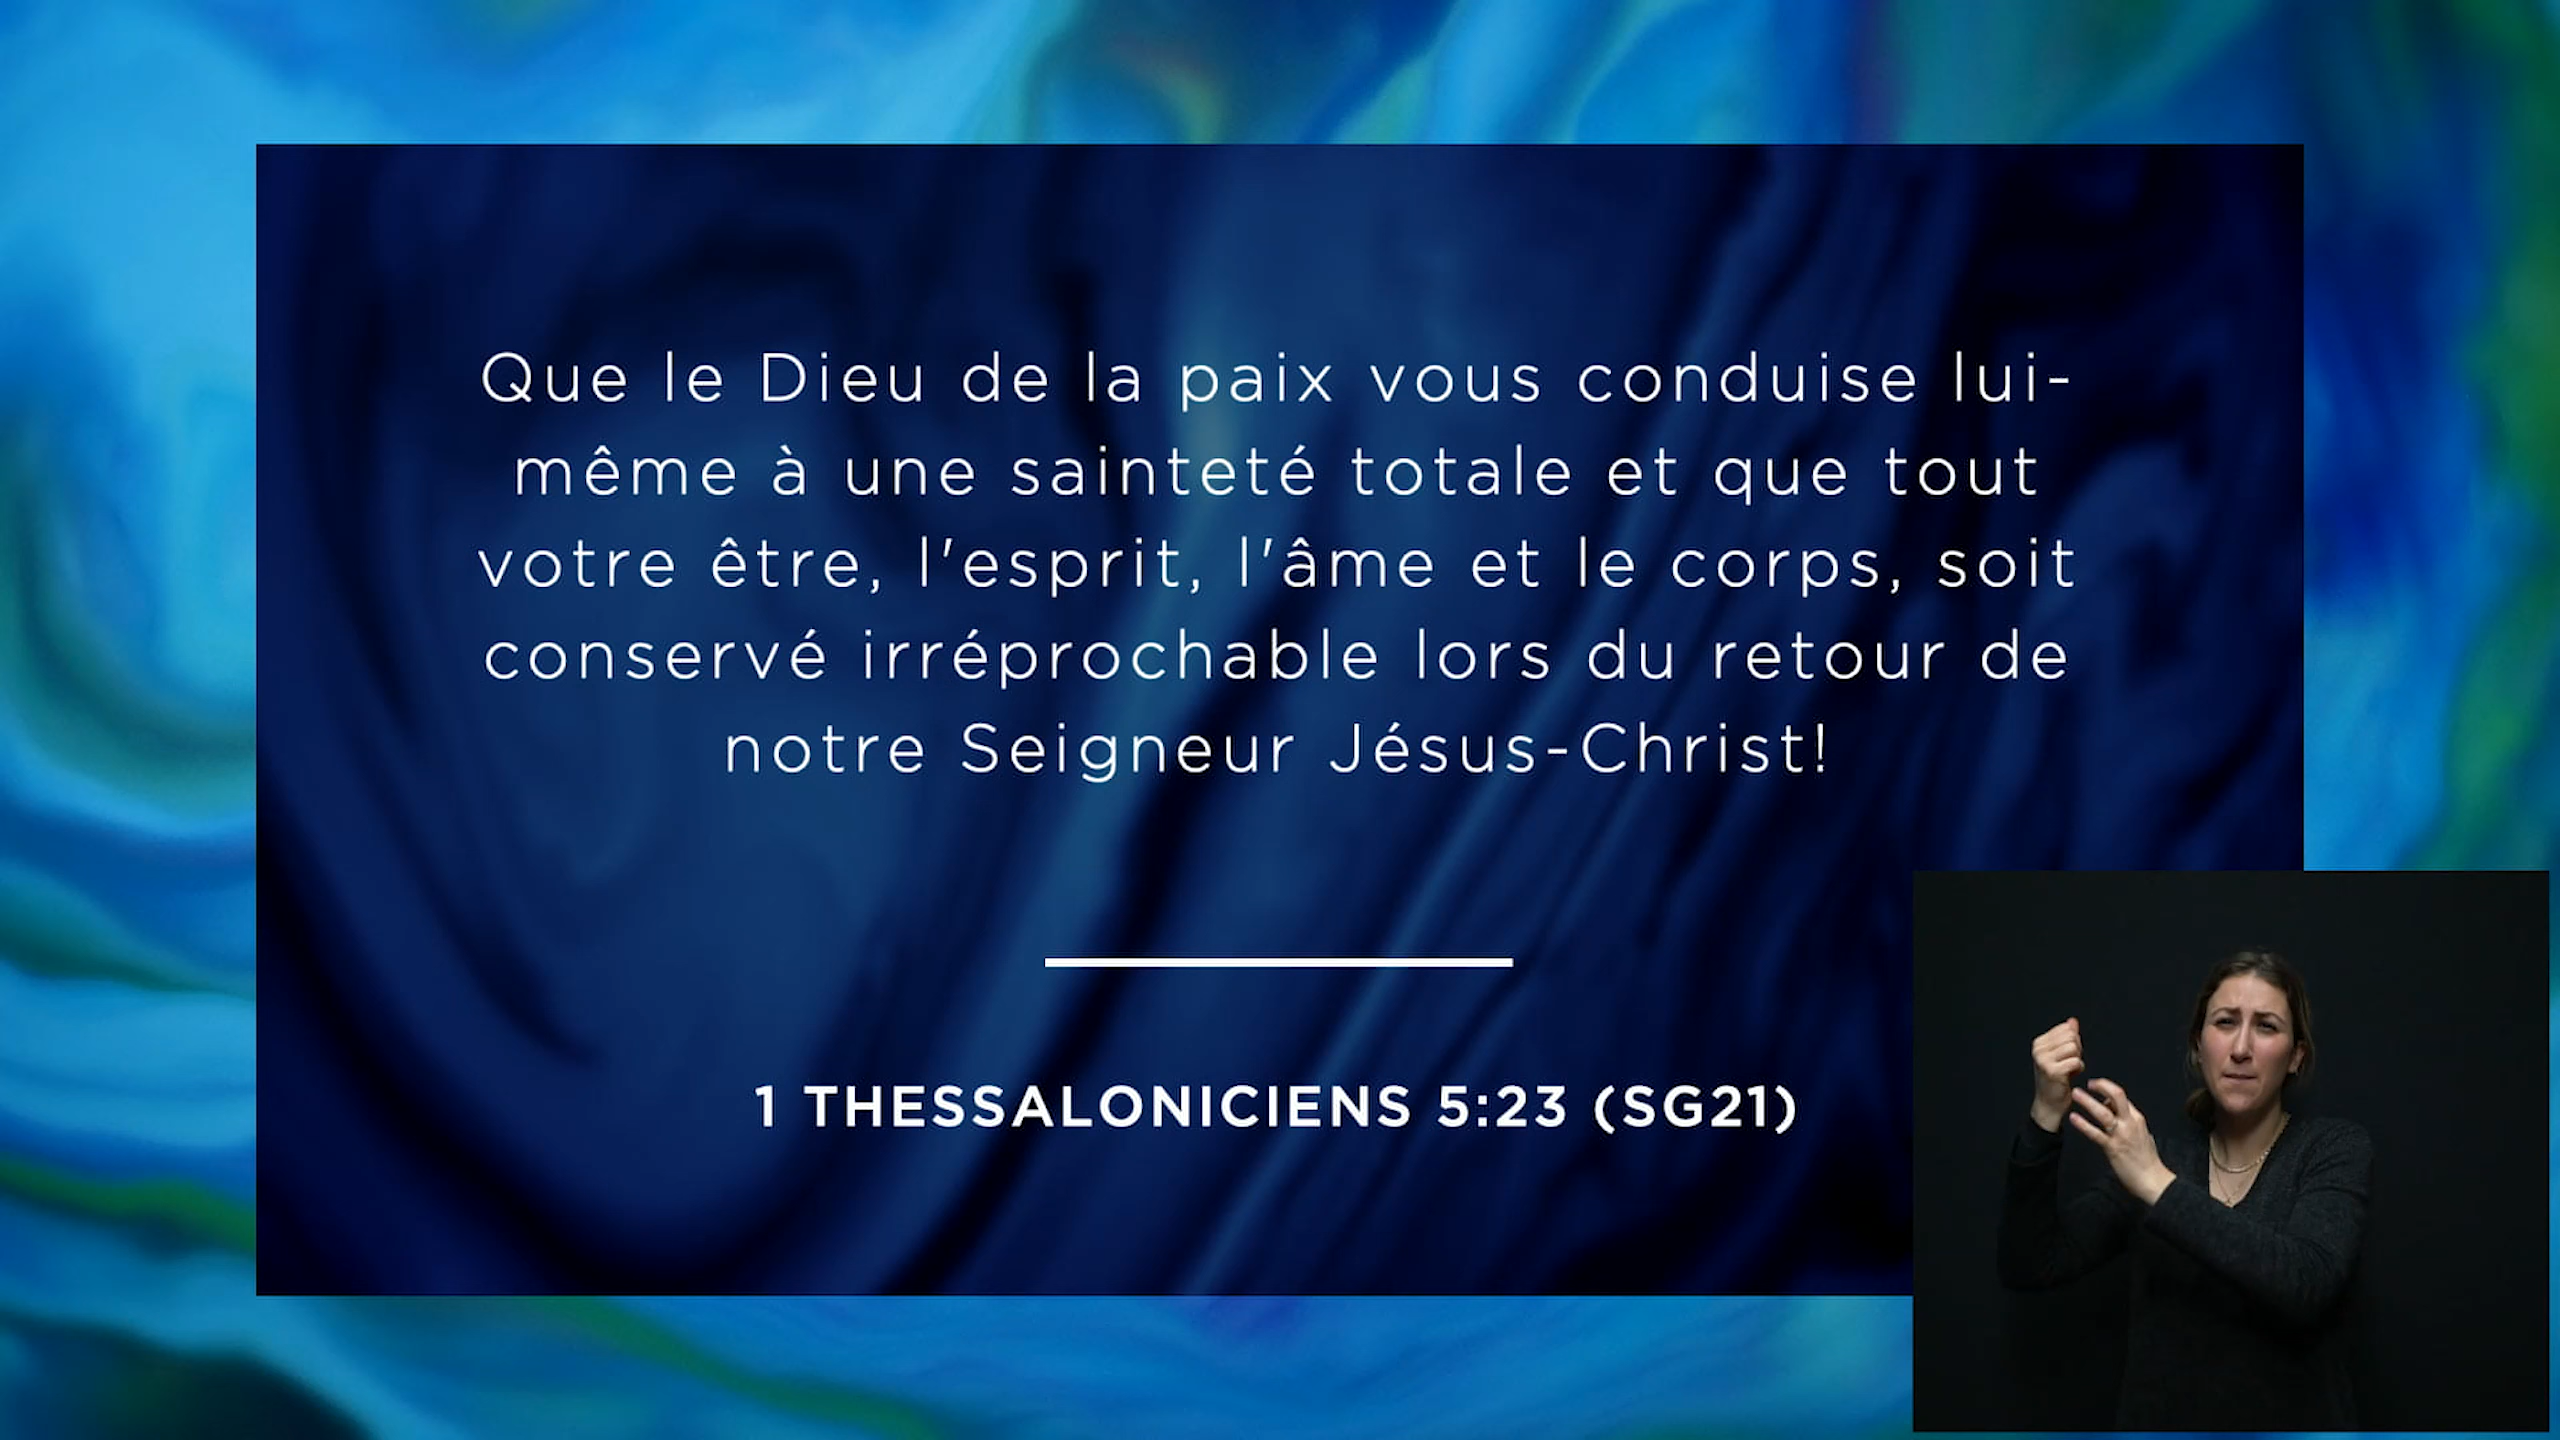 Que le Dieu de la paix vous conduise lui-
même à une sainteté totale et que tout
votre être, l'esprit, l'âme et le corps, soit
conservé irréprochable lors du retour de
notre Seigneur Jésus-Christ!
1 THESSALONICIENS 5:23 (SG21)